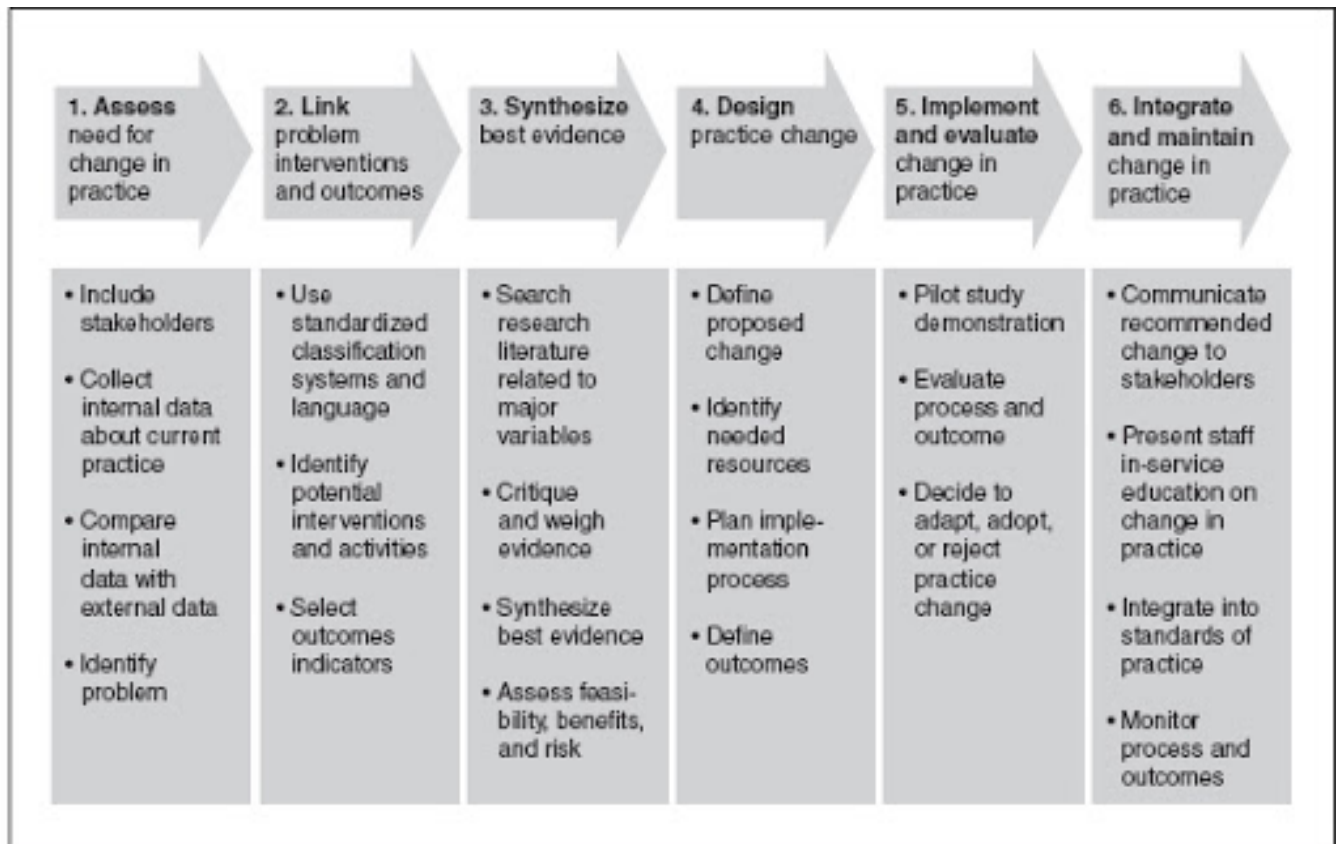 1. Assess
need for
change in
practice
2. Link
problem
interventions
and outcomes
3. Synthesize
best evidence
4. Design
practice change
5. Implement
and evaluate
change in
practice
6. Integrate
and maintain
change in
practice
• Include
stakeholders
• Collect
internal data
about current
practice
• Compare
internal
data with
external data
• Identify
problem
• Use
standardized
classification
systems and
language
• Identify
potential
interventions
and activities
• Select
outcomes
indicators
• Search
research
literature
related to
major
variables
• Critique
and weigh
evidence
• Synthesize
best evidence
• Assess feasi-
bility, benefits,
and risk
• Define
proposed
change
• Identify
needed
resources
• Plan imple-
mentation
process
• Define
outcomes
• Pilot study
demonstration
• Evaluate
process and
outcome
• Decide to
adapt, adopt,
or reject
practice
change
• Communicate
recommended
change to
stakeholders
• Present staff
in-service
education on
change in
practice
• Integrate into
standards of
practice
• Monitor
process and
outcomes